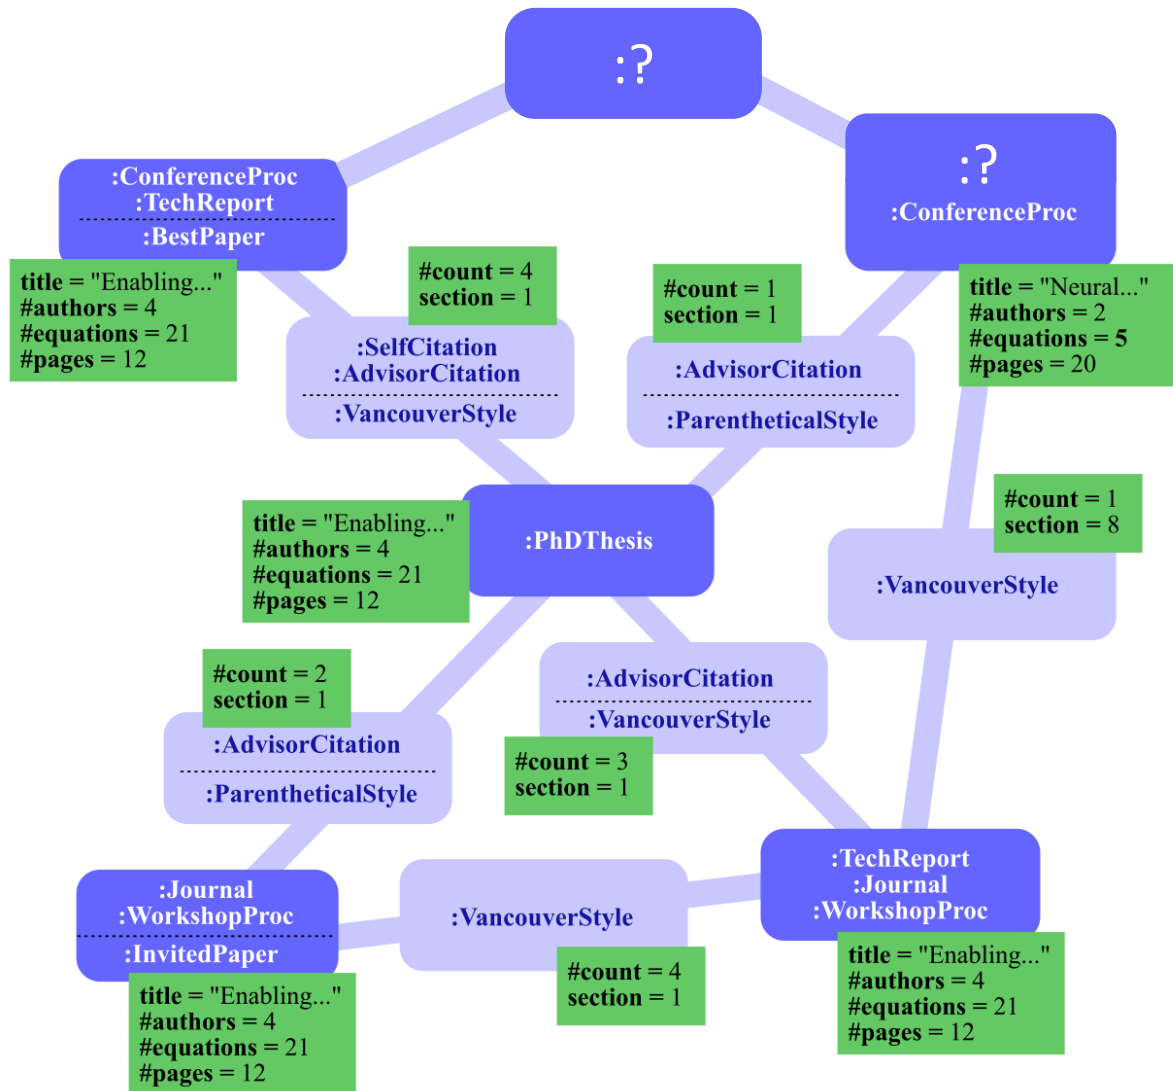 :?
:?
:ConferenceProc
:ConferenceProc
:TechReport
:BestPaper
title = "Enabling..."
#authors = 4
#equations = 21
#pages = 12
#count = 4
section = 1
#count = 1
section = 1
title = "Neural..."
#authors = 2
#equations = 5
#pages = 20
:SelfCitation
:AdvisorCitation
:VancouverStyle
:AdvisorCitation
:ParentheticalStyle
#count = 1
section = 8
title = "Enabling..."
#authors = 4
#equations = 21
#pages = 12
:PhDThesis
:VancouverStyle
#count = 2
section = 1
:AdvisorCitation
:ParentheticalStyle
:AdvisorCitation
:VancouverStyle
#count = 3
section = 1
:Journal
:WorkshopProc
:InvitedPaper
title = "Enabling..."
#authors = 4
#equations = 21
#pages = 12
:VancouverStyle
#count = 4
section = 1
:TechReport
:Journal
:WorkshopProc
title = "Enabling..."
#authors = 4
#equations = 21
#pages = 12